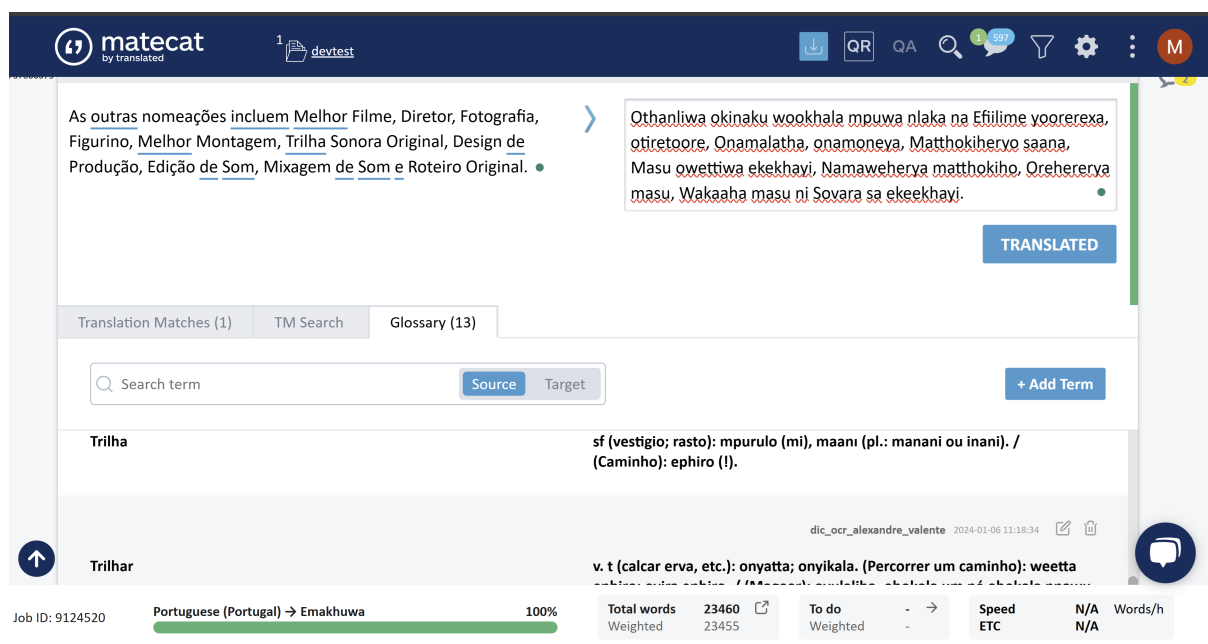 matecat
by translated
1
devtest
QR
QA
1
597
M
2
As outras nomeações incluem Melhor Filme, Diretor, Fotografia,
Figurino, Melhor Montagem, Trilha Sonora Original, Design de
Produção, Edição de Som, Mixagem de Som e Roteiro Original.
Othanliwa okinaku wookhala mpuwa nlaka na Efiilime yoorerexa,
otiretoore, Onamalatha, onamoneya, Matthokiheryo saana,
Masu owettiwa ekekhayi, Namaweherya matthokiho, Orehererya
masu, Wakaaha masu ni Sovara sa ekeekhayi.
TRANSLATED
Translation Matches (1)
TM Search
Glossary (13)
Search term
Source
Target
+ Add Term
Trilha
sf (vestigio; rasto): mpurulo (mi), maanı (pl.: manani ou inani). /
(Caminho): ephiro (!).
dic_ocr_alexandre_valente 2024-01-06 11:18:34
Trilhar
v. t (calcar erva, etc.): onyatta; onyikala. (Percorrer um caminho): weetta
Job ID: 9124520
Portuguese (Portugal) → Emakhuwa
100%
Total words 23460
Weighted 23455
To do -
Weighted -
Speed N/A Words/h
ETC N/A